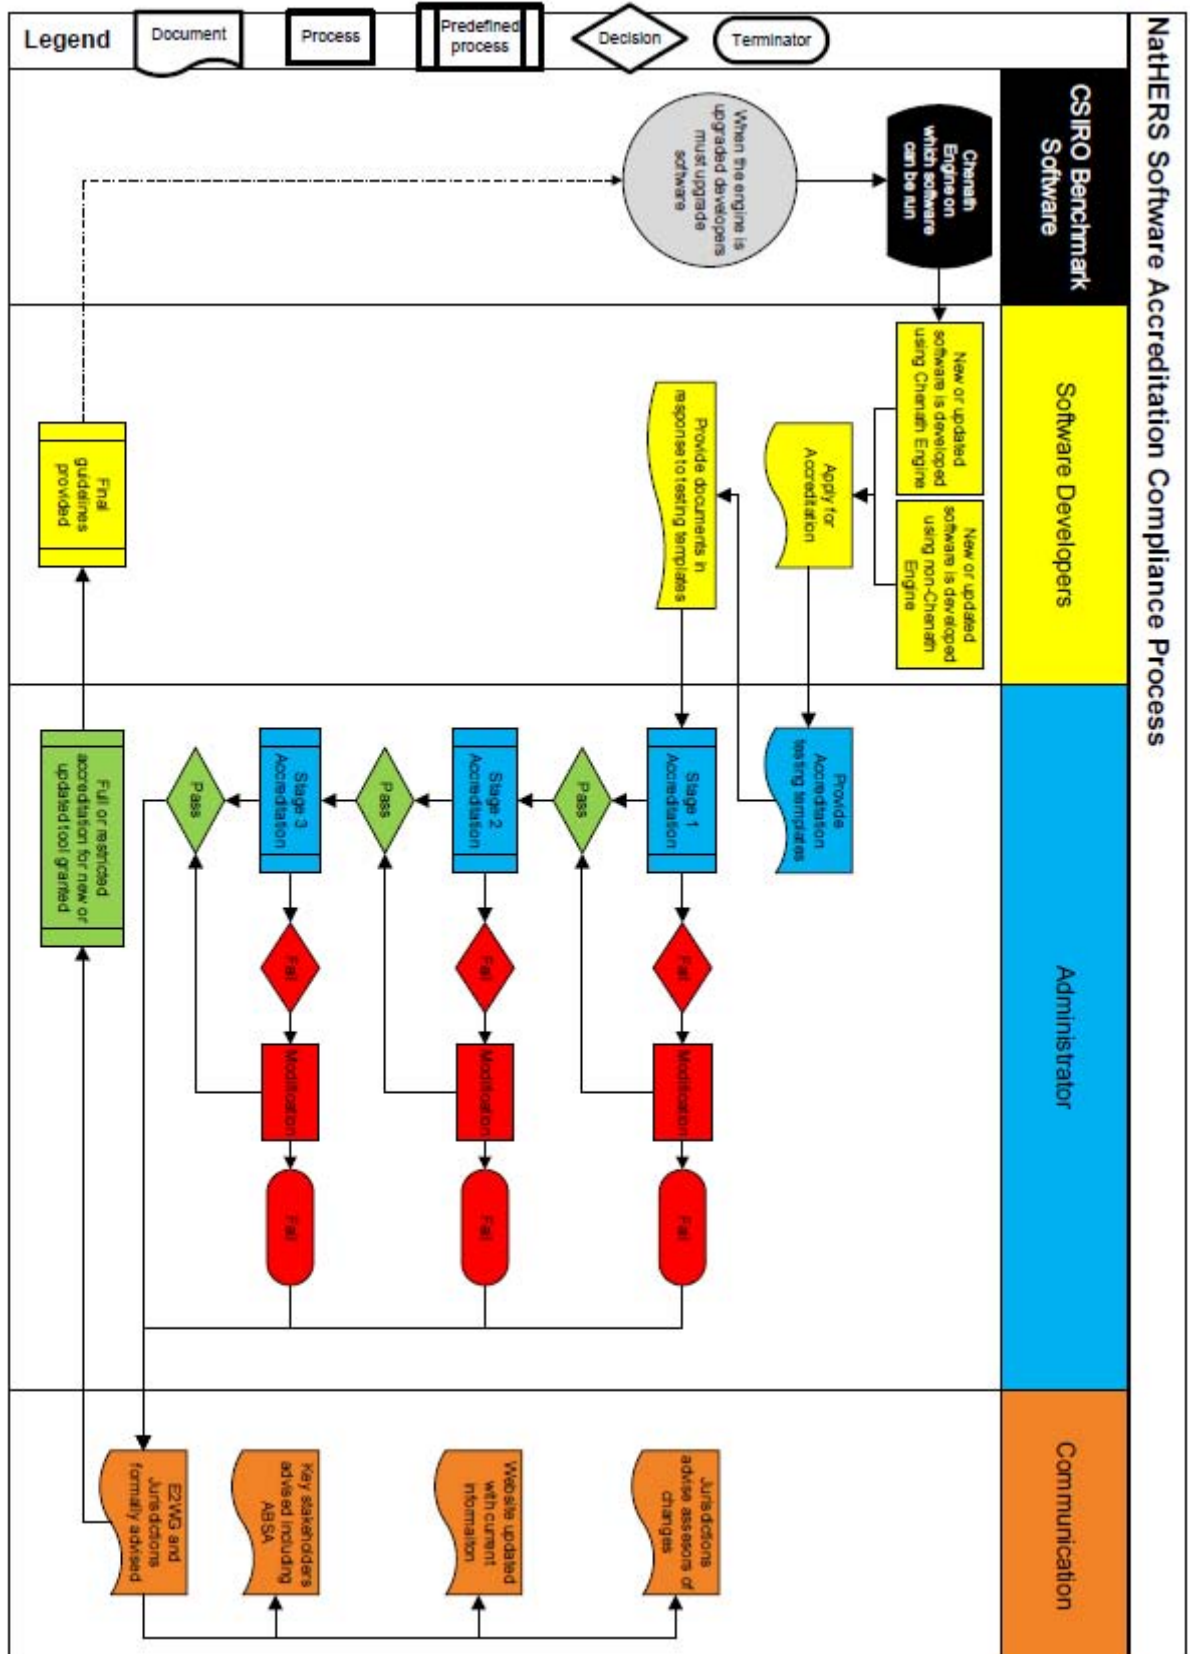 NatHERS Software Accreditation Compliance Process
CSIRO Benchmark
Software
Software Developers
Administrator
Communication
Chenath
Engine on
which software
can be run
When the engine is
upgraded developers
must upgrade
software
New or updated
software is developed
using Chenath Engine
New or updated
software is developed
using non-Chenath
Engine
Apply for
Accreditation
Provide documents in
response to testing templates
Final
guidelines
provided
Provide
Accreditation
testing templates
Stage 1
Accreditation
Fail
Modification
Fail
Pass
Stage 2
Accreditation
Fail
Modification
Fail
Pass
Stage 3
Accreditation
Fail
Modification
Fail
Pass
Full or restricted
accreditation for new or
updated tool granted
Jurisdictions
advise assesors of
changes
Website updated
with current
informaiton
Key stakeholders
advised including
ABSA
E2WG and
Jurisdictions
formally advised
Legend
Document
Process
Predefined
process
Decision
Terminator